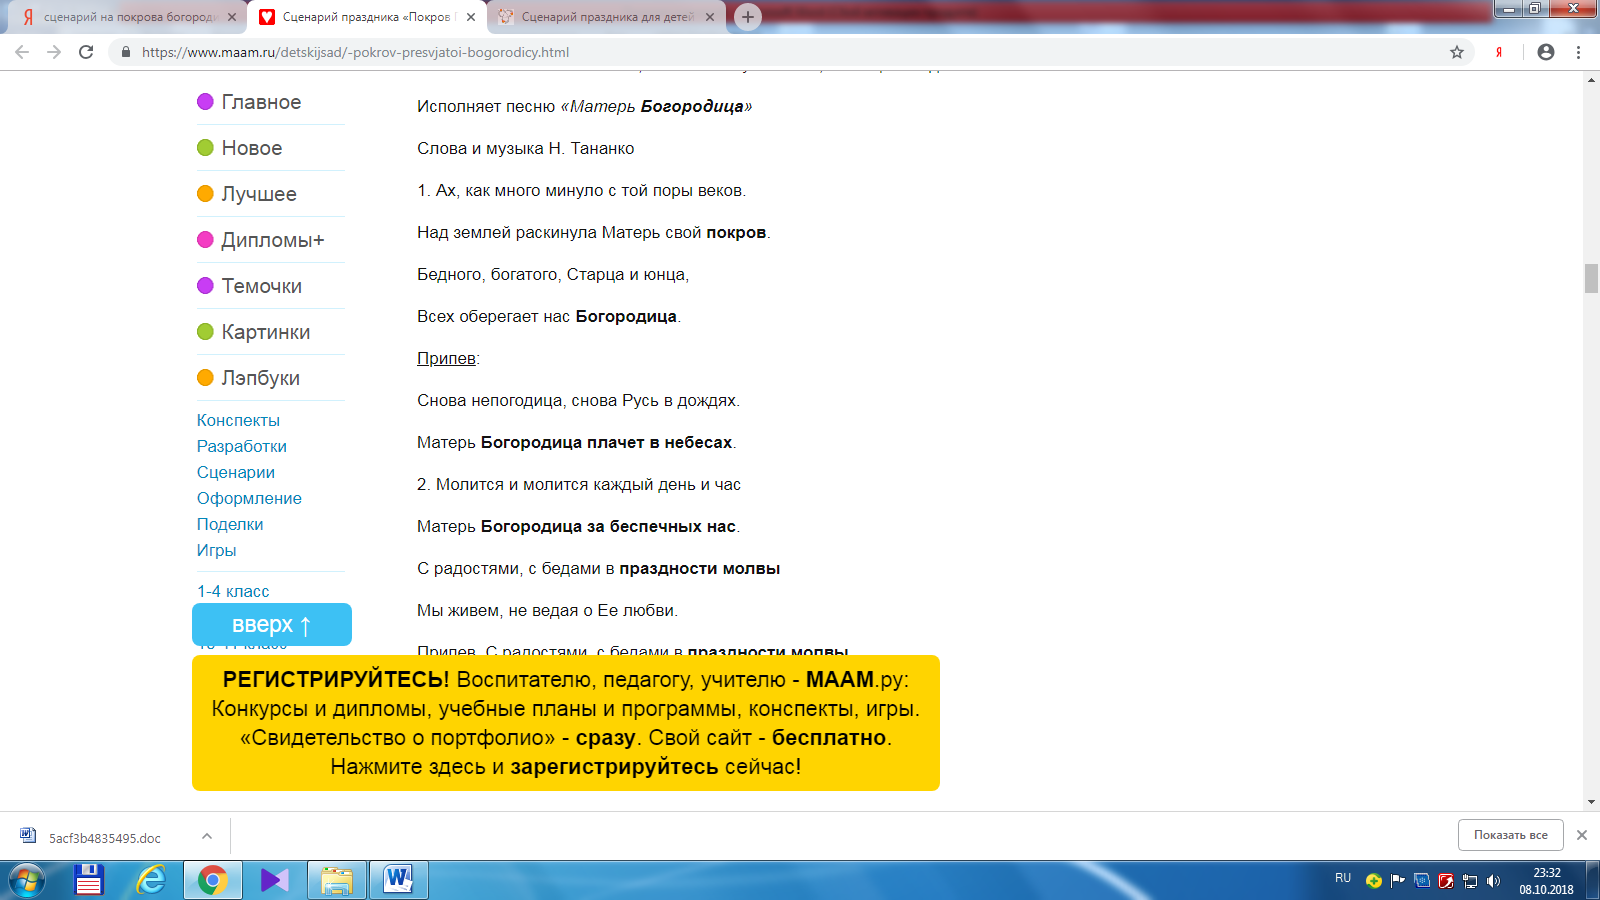 сценарий на покрова богороди
Сценарий праздника «Покров
Сценарий праздника для детей
https://www.maam.ru/detskijsad/-pokrov-presvjatoi-bogorodicy.html
Главное
Новое
Лучшее
Дипломы+
Темочки
Картинки
Лэпбуки
Конспекты
Разработки
Сценарии
Оформление
Поделки
Игры
1-4 класс
вверх ↑
Исполняет песню «Матерь Богородица»
Слова и музыка Н. Тананко
1. Ах, как много минуло с той поры веков.
Над землей раскинула Матерь свой покров.
Бедного, богатого, Старца и юнца,
Всех оберегает нас Богородица.
Припев:
Снова непогодица, снова Русь в дождях.
Матерь Богородица плачет в небесах.
2. Молится и молится каждый день и час
Матерь Богородица за беспечных нас.
С радостями, с бедами в праздности молвы
Мы живем, не ведая о Ее любви.
Припев. С радостями, с бедами в праздности молвы
РЕГИСТРИРУЙТЕСЬ! Воспитателю, педагогу, учителю - МААМ.ру:
Конкурсы и дипломы, учебные планы и программы, конспекты, игры.
«Свидетельство о портфолио» - сразу. Свой сайт - бесплатно.
Нажмите здесь и зарегистрируйтесь сейчас!
5acf3b4835495.doc
Показать все
RU
23:32
08.10.2018